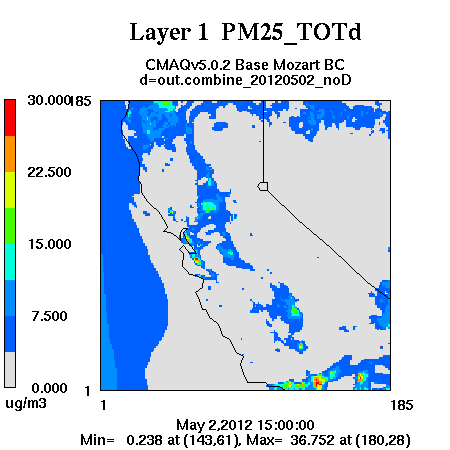 Layer 1 PM25_TOTd
CMAQv5.0.2 Base Mozart BC
d=out.combine_20120502_noD
30.000
22.500
15.000
7.500
0.000
ug/m3
185
1
1
185
May 2,2012 15:00:00
Min= 0.238 at (143,61), Max= 36.752 at (180,28)